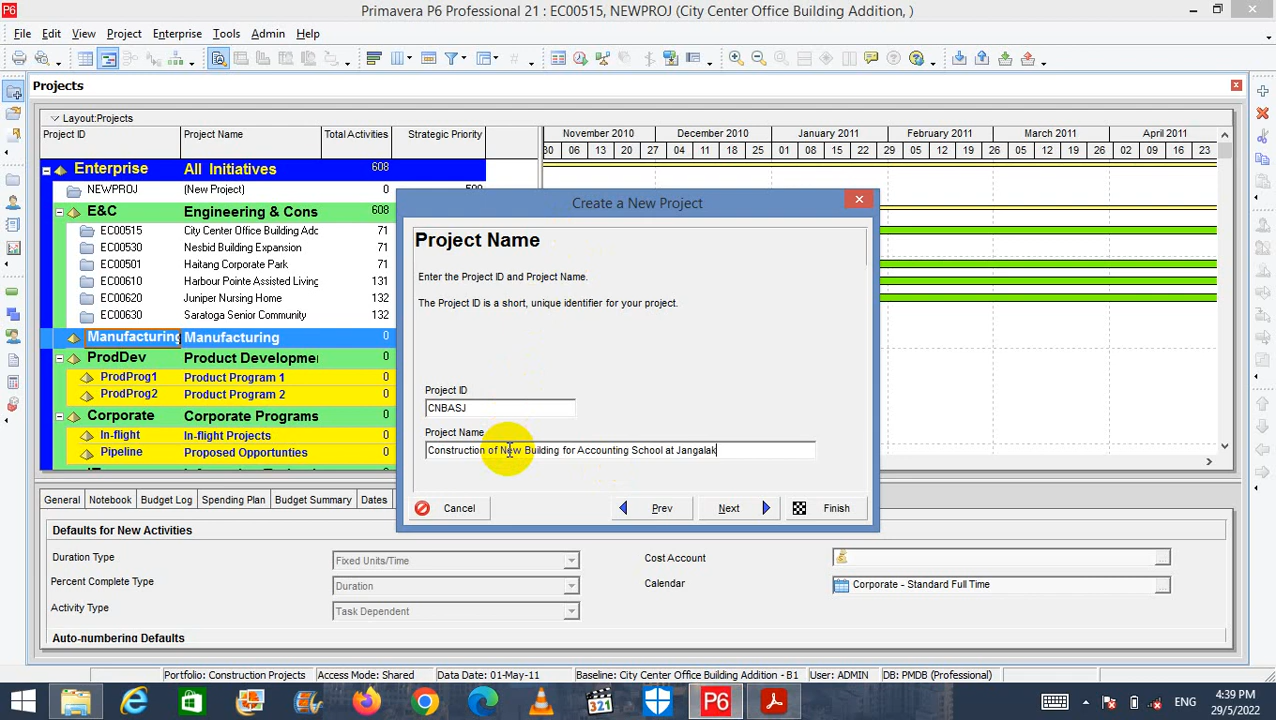 P6 Primavera P6 Professional 21 : EC00515, NEWPROJ (City Center Office Building Addition, )
File Edit View Project Enterprise Tools Admin Help
Projects
Layout:Projects
Project ID Project Name Total Activities Strategic Priority
November 2010 December 2010 January 2011 February 2011 March 2011 April 2011
30 06 13 20 27 04 11 18 25 01 08 15 22 29 05 12 19 26 05 12 19 26 02 09 16 23
Enterprise All Initiatives 608
NEWPROJ (New Project) 0 500
E&C Engineering & Cons 608
EC00515 City Center Office Building Adc 71
EC00530 Nesbid Building Expansion 71
EC00501 Haitang Corporate Park 71
EC00610 Harbour Pointe Assisted Living 132
EC00620 Juniper Nursing Home 132
EC00630 Saratoga Senior Community 132
Manufacturing Manufacturing 0
ProdDev Product Developme 0
ProdProg1 Product Program 1 0
ProdProg2 Product Program 2 0
Corporate Corporate Programs 0
In-flight In-flight Projects 0
Pipeline Proposed Opportunties 0
Create a New Project
Project Name
Enter the Project ID and Project Name.
The Project ID is a short, unique identifier for your project.
Project ID
CNBASJ
Project Name
Construction of New Building for Accounting School at Jangalak
Cancel Prev Next Finish
General Notebook Budget Log Budget Summary Dates
Defaults for New Activities
Duration Type Fixed Units/Time Cost Account
Percent Complete Type Duration Calendar Corporate - Standard Full Time
Activity Type Task Dependent
Auto-numbering Defaults
Portfolio: Construction Projects Access Mode: Shared Data Date: 01-May-11 Baseline: City Center Office Building Addition - B1 User: ADMIN DB: PMDB (Professional)
321 P6 ENG 4:39 PM
29/5/2022